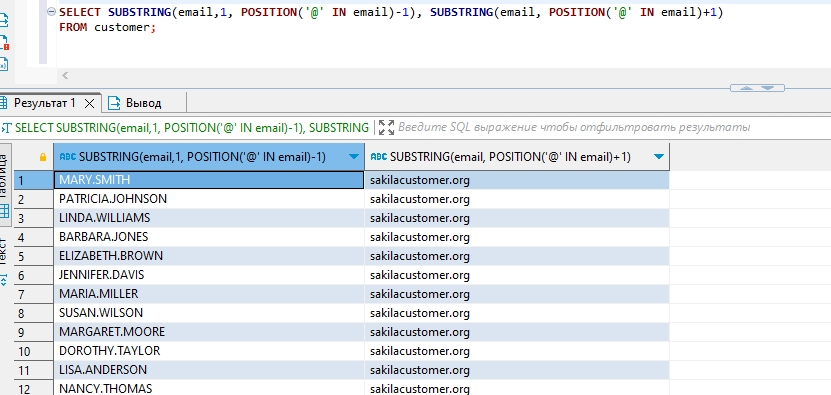 SELECT SUBSTRING(email,1, POSITION('@' IN email)-1), SUBSTRING(email, POSITION('@' IN email)+1)
FROM customer;
Результат 1 Вывод
SELECT SUBSTRING(email,1, POSITION('@' IN email)-1), SUBSTRING Введите SQL выражение чтобы отфильтровать результаты
Таблица
Текст
ABC SUBSTRING(email,1, POSITION('@' IN email)-1) ABC SUBSTRING(email, POSITION('@' IN email)+1)
1 MARY.SMITH sakilacustomer.org
2 PATRICIA.JOHNSON sakilacustomer.org
3 LINDA.WILLIAMS sakilacustomer.org
4 BARBARA.JONES sakilacustomer.org
5 ELIZABETH.BROWN sakilacustomer.org
6 JENNIFER.DAVIS sakilacustomer.org
7 MARIA.MILLER sakilacustomer.org
8 SUSAN.WILSON sakilacustomer.org
9 MARGARET.MOORE sakilacustomer.org
10 DOROTHY.TAYLOR sakilacustomer.org
11 LISA.ANDERSON sakilacustomer.org
12 NANCY.THOMAS sakilacustomer.org